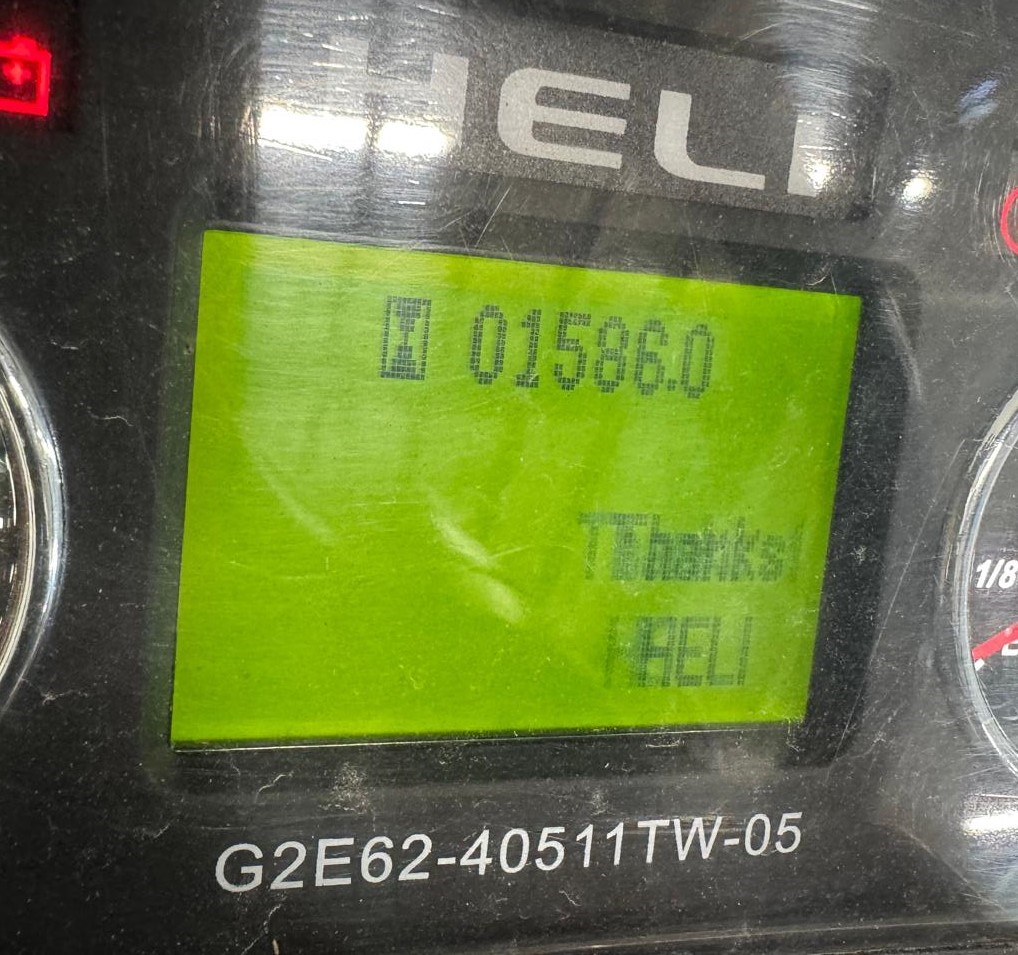 HELI
01586.0
Thanks!
HELI
1/8
G2E62-40511TW-05